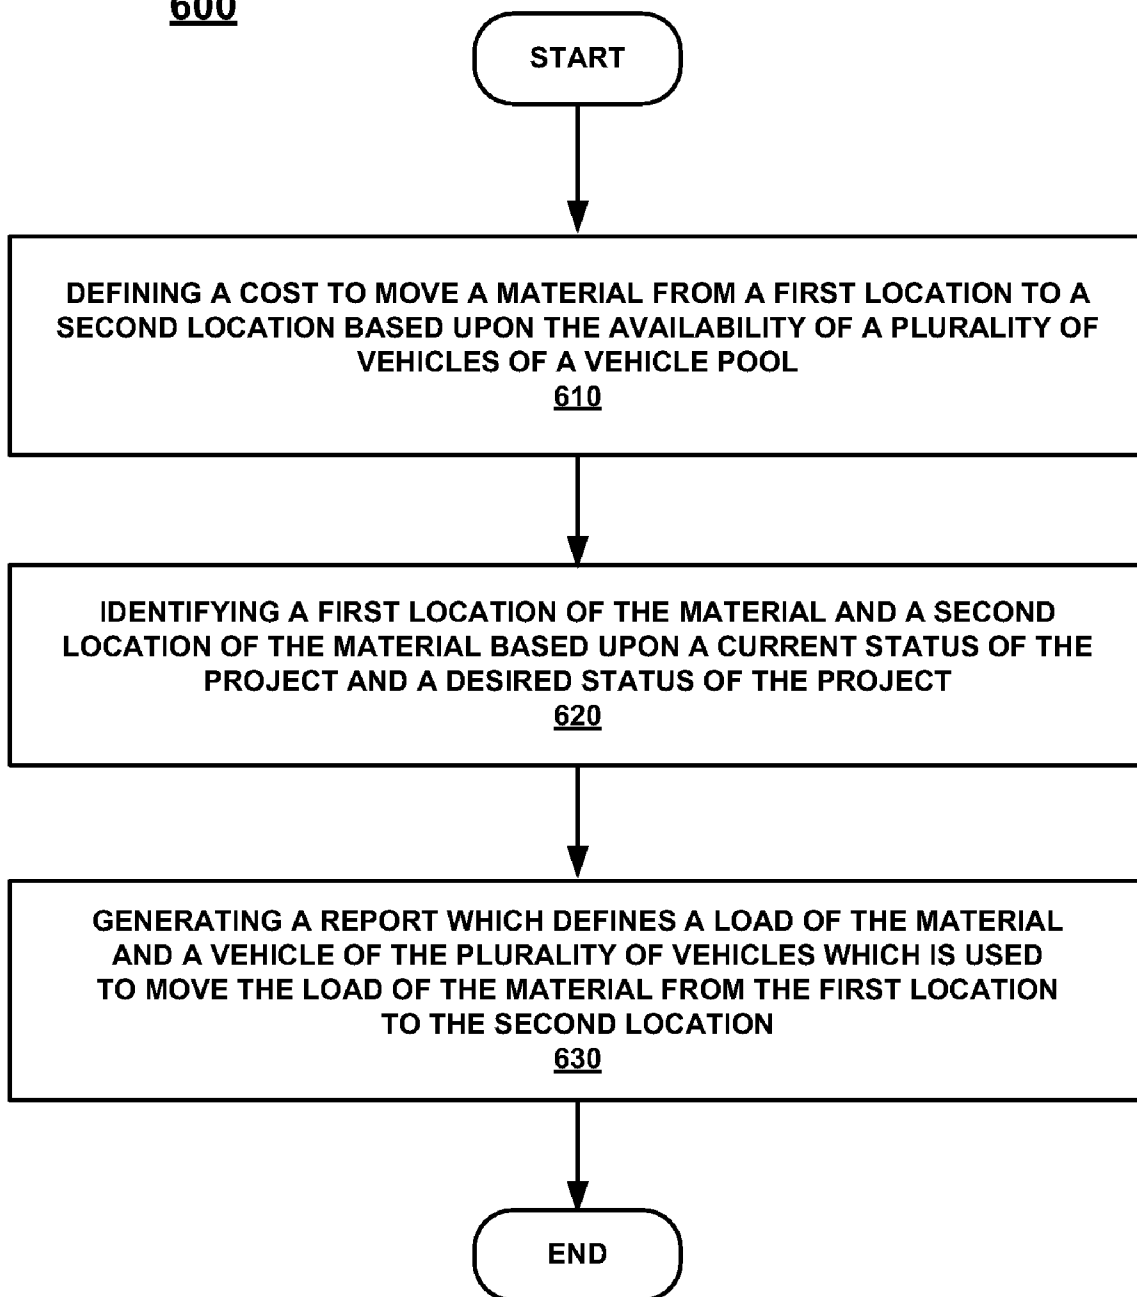 600
START
DEFINING A COST TO MOVE A MATERIAL FROM A FIRST LOCATION TO A
SECOND LOCATION BASED UPON THE AVAILABILITY OF A PLURALITY OF
VEHICLES OF A VEHICLE POOL
610
IDENTIFYING A FIRST LOCATION OF THE MATERIAL AND A SECOND
LOCATION OF THE MATERIAL BASED UPON A CURRENT STATUS OF THE
PROJECT AND A DESIRED STATUS OF THE PROJECT
620
GENERATING A REPORT WHICH DEFINES A LOAD OF THE MATERIAL
AND A VEHICLE OF THE PLURALITY OF VEHICLES WHICH IS USED
TO MOVE THE LOAD OF THE MATERIAL FROM THE FIRST LOCATION
TO THE SECOND LOCATION
630
END